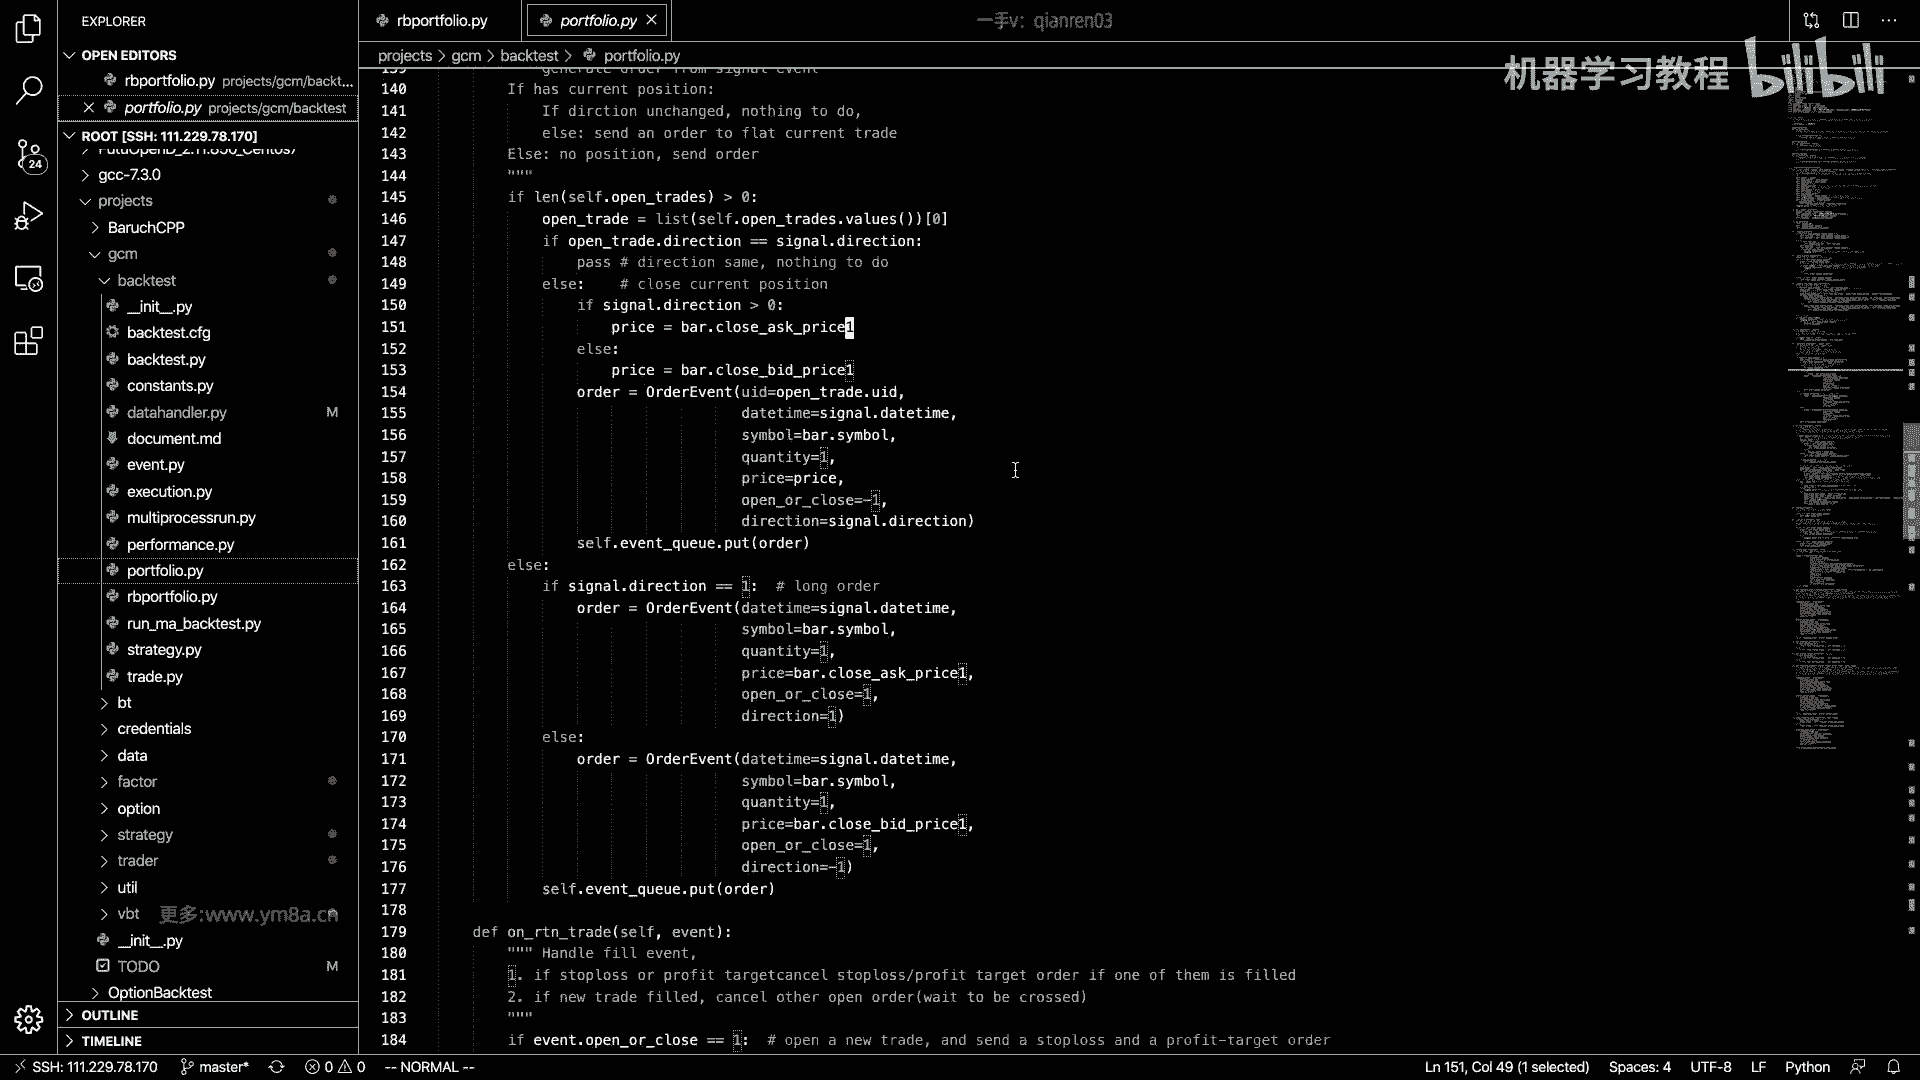 EXPLORER
OPEN EDITORS
rbportfolio.py projects/gcm/backt...
portfolio.py projects/gcm/backtest
ROOT [SSH: 111.229.78.170]
gcc-7.3.0
projects
BaruchCPP
gcm
backtest
__init__.py
backtest.cfg
backtest.py
constants.py
datahandler.py M
document.md
event.py
execution.py
multiprocessrun.py
performance.py
portfolio.py
rbportfolio.py
run_ma_backtest.py
strategy.py
trade.py
bt
credentials
data
factor
option
strategy
trader
util
vbt
更多:www.ym8a.cn
__init__.py
TODO M
OptionBacktest
OUTLINE
TIMELINE
24
rbportfolio.py
portfolio.py
一手v: qianren03
机器学习教程 bilibili
projects > gcm > backtest > portfolio.py
139 generate order from signal event
140 If has current position:
141 If dirction unchanged, nothing to do,
142 else: send an order to flat current trade
143 Else: no position, send order
144 """
145 if len(self.open_trades) > 0:
146 open_trade = list(self.open_trades.values())[0]
147 if open_trade.direction == signal.direction:
148 pass # direction same, nothing to do
149 else: # close current position
150 if signal.direction > 0:
151 price = bar.close_ask_price1
152 else:
153 price = bar.close_bid_price1
154 order = OrderEvent(uid=open_trade.uid,
155 datetime=signal.datetime,
156 symbol=bar.symbol,
157 quantity=1,
158 price=price,
159 open_or_close=-1,
160 direction=signal.direction)
161 self.event_queue.put(order)
162 else:
163 if signal.direction == 1: # long order
164 order = OrderEvent(datetime=signal.datetime,
165 symbol=bar.symbol,
166 quantity=1,
167 price=bar.close_ask_price1,
168 open_or_close=1,
169 direction=1)
170 else:
171 order = OrderEvent(datetime=signal.datetime,
172 symbol=bar.symbol,
173 quantity=1,
174 price=bar.close_bid_price1,
175 open_or_close=1,
176 direction=-1)
177 self.event_queue.put(order)
178
179 def on_rtn_trade(self, event):
180 """ Handle fill event,
181 1. if stoploss or profit targetcancel stoploss/profit target order if one of them is filled
182 2. if new trade filled, cancel other open order(wait to be crossed)
183 """
184 if event.open_or_close == 1: # open a new trade, and send a stoploss and a profit-target order
SSH: 111.229.78.170 master* 0 0 -- NORMAL --
Ln 151, Col 49 (1 selected) Spaces: 4 UTF-8 LF Python